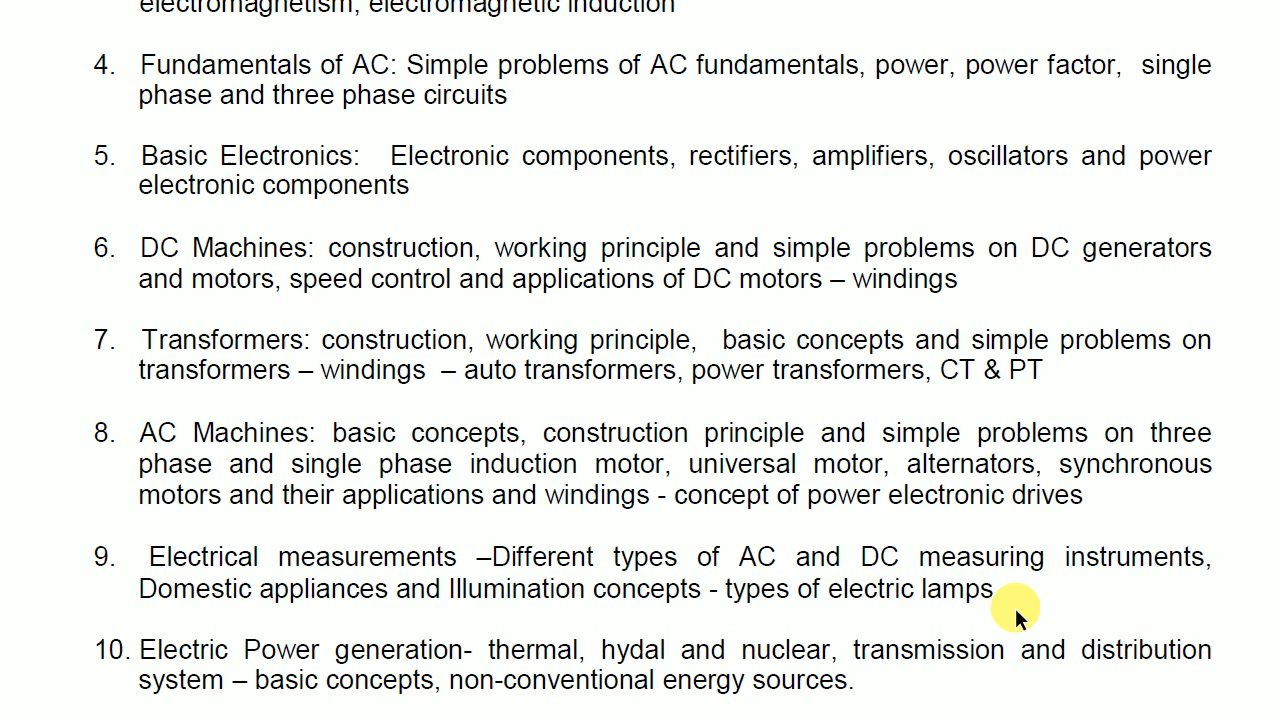 electromagnetism, electromagnetic induction
4. Fundamentals of AC: Simple problems of AC fundamentals, power, power factor, single
phase and three phase circuits
5. Basic Electronics: Electronic components, rectifiers, amplifiers, oscillators and power
electronic components
6. DC Machines: construction, working principle and simple problems on DC generators
and motors, speed control and applications of DC motors – windings
7. Transformers: construction, working principle, basic concepts and simple problems on
transformers – windings – auto transformers, power transformers, CT & PT
8. AC Machines: basic concepts, construction principle and simple problems on three
phase and single phase induction motor, universal motor, alternators, synchronous
motors and their applications and windings - concept of power electronic drives
9. Electrical measurements –Different types of AC and DC measuring instruments,
Domestic appliances and Illumination concepts - types of electric lamps
10. Electric Power generation- thermal, hydal and nuclear, transmission and distribution
system – basic concepts, non-conventional energy sources.